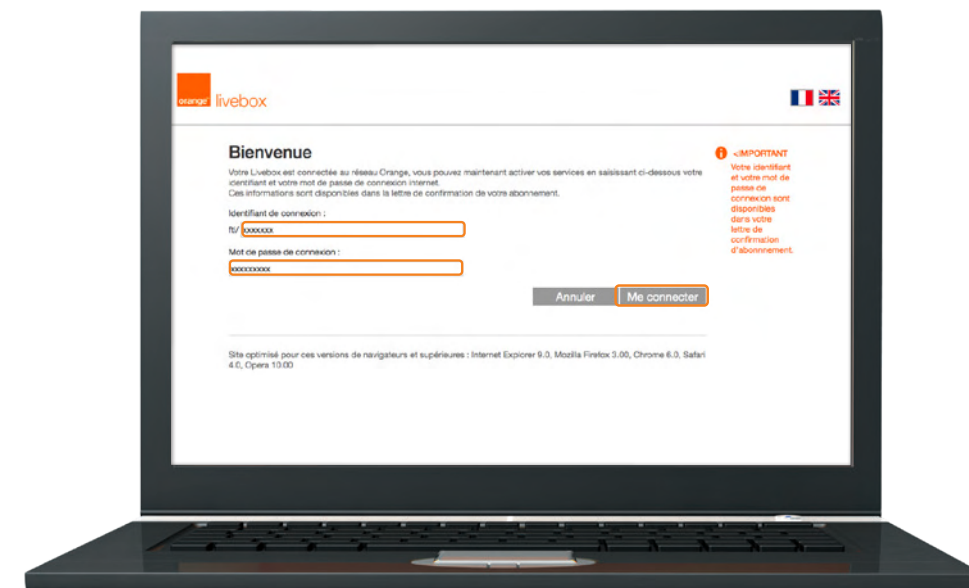 orange
livebox
Bienvenue
Votre Livebox est connectée au réseau Orange, vous pouvez maintenant activer vos services en saisissant ci-dessous votre
identifiant et votre mot de passe de connexion internet.
Ces informations sont disponibles dans la lettre de confirmation de votre abonnement.
Identifiant de connexion :
fti/ xxxxxxx
Mot de passe de connexion :
xxxxxxxxx
Annuler Me connecter
Site optimisé pour ces versions de navigateurs et supérieures : Internet Explorer 9.0, Mozilla Firefox 3.00, Chrome 6.0, Safari
4.0, Opera 10.00
<IMPORTANT
Votre identifiant
et votre mot de
passe de
connexion sont
disponibles
dans votre
lettre de
confirmation
d'abonnnement.